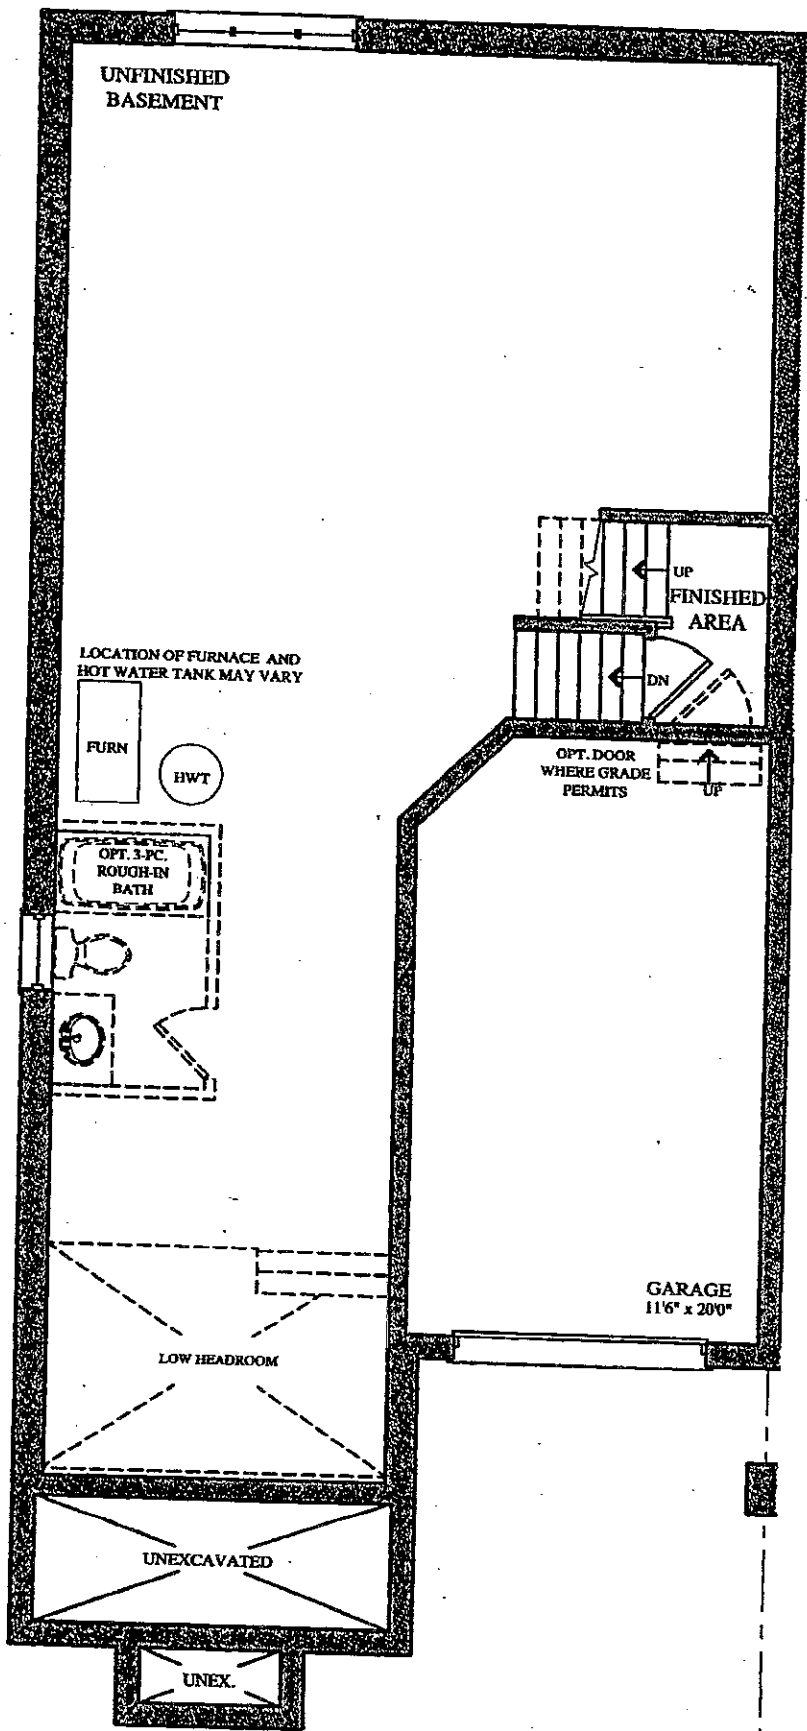 UNFINISHED
BASEMENT
UP
FINISHED
AREA
LOCATION OF FURNACE AND
HOT WATER TANK MAY VARY
DN
FURN
HWT
OPT. DOOR
WHERE GRADE
PERMITS
UP
OPT. 3-PC.
ROUGH-IN
BATH
GARAGE
11'6" x 20'0"
LOW HEADROOM
UNEXCAVATED
UNEX.